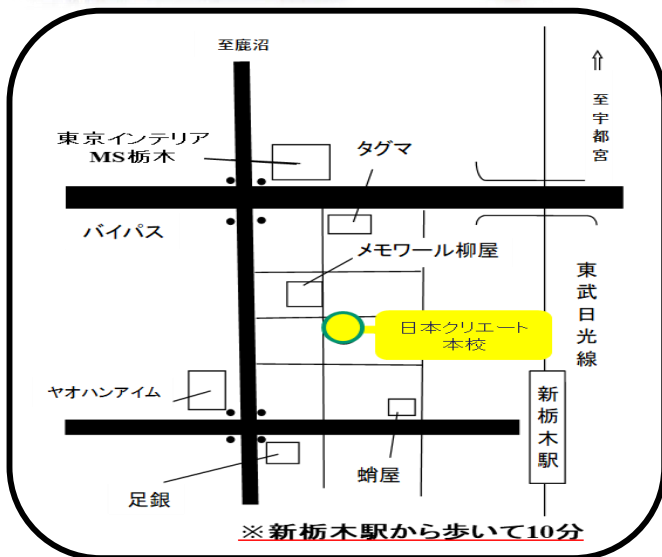 至鹿沼
至宇都宮
東京インテリア
MS栃木
タグマ
バイパス
メモワール柳屋
東武日光線
日本クリエート
本校
ヤオハンアイム
新栃木駅
足銀
蛸屋
※新栃木駅から歩いて10分